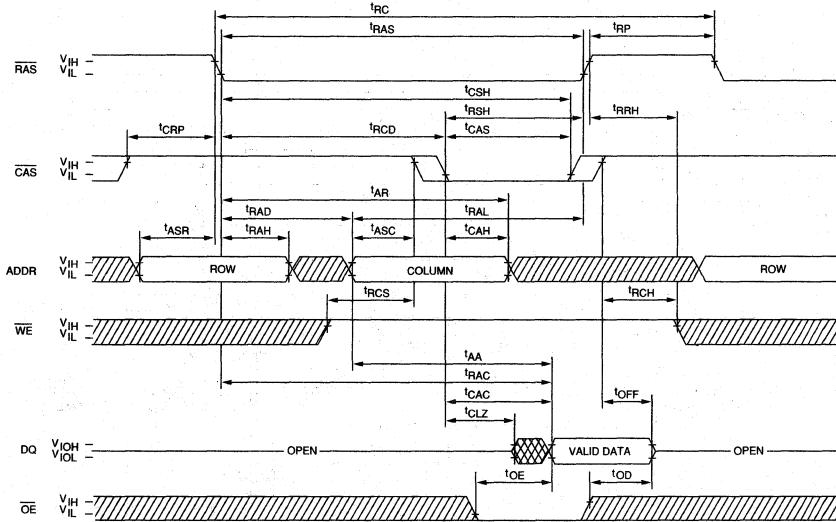 tRC
tRAS
tRP
RAS
VIH
VIL
tCSH
tRSH
tRRH
tCRP
tRCD
tCAS
CAS
VIH
VIL
tAR
tRAD
tRAL
tASR
tRAH
tASC
tCAH
ADDR
VIH
VIL
ROW
COLUMN
ROW
tRCS
tRCH
WE
VIH
VIL
tAA
tRAC
tCAC
tOFF
tCLZ
DQ
VIOH
VIOL
OPEN
VALID DATA
OPEN
tOE
tOD
OE
VIH
VIL